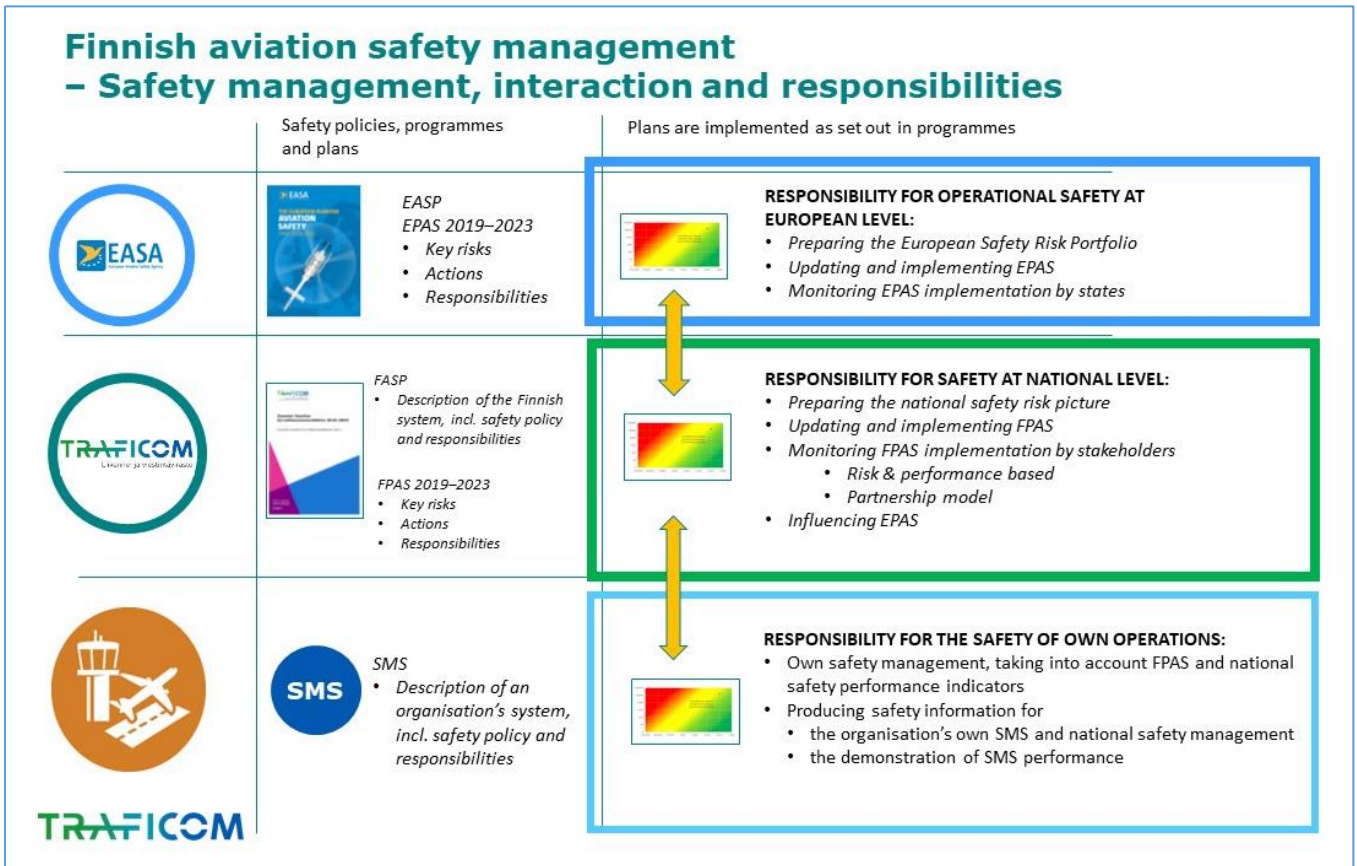 Finnish aviation safety management
– Safety management, interaction and responsibilities
Safety policies, programmes
and plans
Plans are implemented as set out in programmes
EASA
EASA
AVIATION
SAFETY
EASP
EPAS 2019–2023
• Key risks
• Actions
• Responsibilities
RESPONSIBILITY FOR OPERATIONAL SAFETY AT
EUROPEAN LEVEL:
• Preparing the European Safety Risk Portfolio
• Updating and implementing EPAS
• Monitoring EPAS implementation by states
TRAFICOM
Liikenne- ja viestintävirasto
TRAFICOM
FASP
• Description of the Finnish
system, incl. safety policy
and responsibilities
FPAS 2019–2023
• Key risks
• Actions
• Responsibilities
RESPONSIBILITY FOR SAFETY AT NATIONAL LEVEL:
• Preparing the national safety risk picture
• Updating and implementing FPAS
• Monitoring FPAS implementation by stakeholders
• Risk & performance based
• Partnership model
• Influencing EPAS
SMS
SMS
• Description of an
organisation's system,
incl. safety policy and
responsibilities
RESPONSIBILITY FOR THE SAFETY OF OWN OPERATIONS:
• Own safety management, taking into account FPAS and national
safety performance indicators
• Producing safety information for
• the organisation's own SMS and national safety management
• the demonstration of SMS performance
TRAFICOM